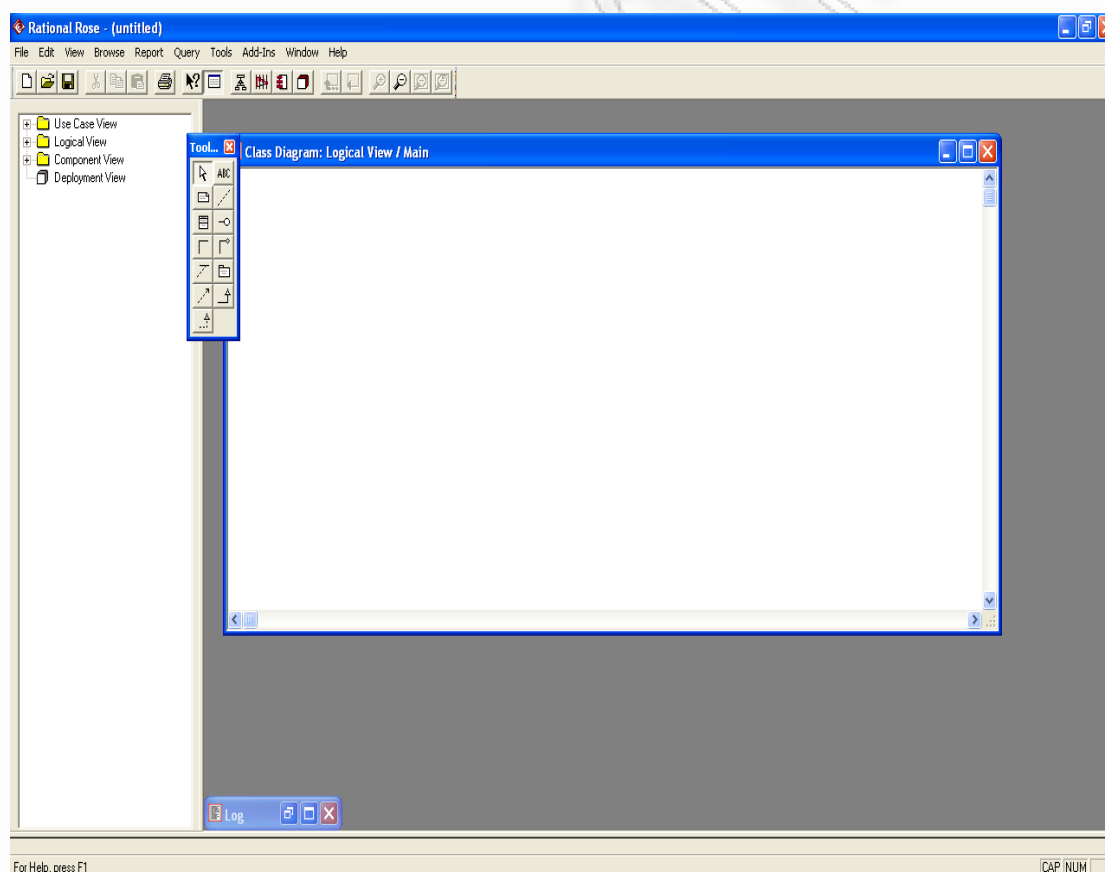 Rational Rose - (untitled)
File Edit View Browse Report Query Tools Add-Ins Window Help
Use Case View
Logical View
Component View
Deployment View
Tool...
ABC
Class Diagram: Logical View / Main
Log
For Help, press F1
CAP NUM